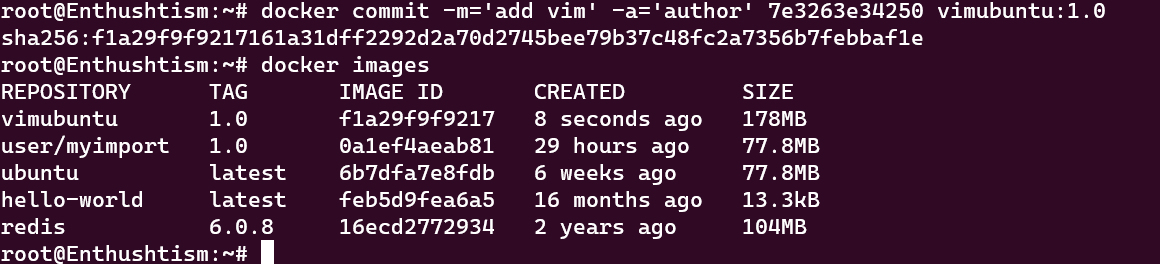 root@Enthushtism:~# docker commit -m='add vim' -a='author' 7e3263e34250 vimubuntu:1.0
sha256:f1a29f9f9217161a31dff2292d2a70d2745bee79b37c48fc2a7356b7febbaf1e
root@Enthushtism:~# docker images
REPOSITORY      TAG       IMAGE ID       CREATED         SIZE
vimubuntu       1.0       f1a29f9f9217   8 seconds ago   178MB
user/myimport   1.0       0a1ef4aeab81   29 hours ago    77.8MB
ubuntu          latest    6b7dfa7e8fdb   6 weeks ago     77.8MB
hello-world     latest    feb5d9fea6a5   16 months ago   13.3kB
redis           6.0.8     16ecd2772934   2 years ago     104MB
root@Enthushtism:~#